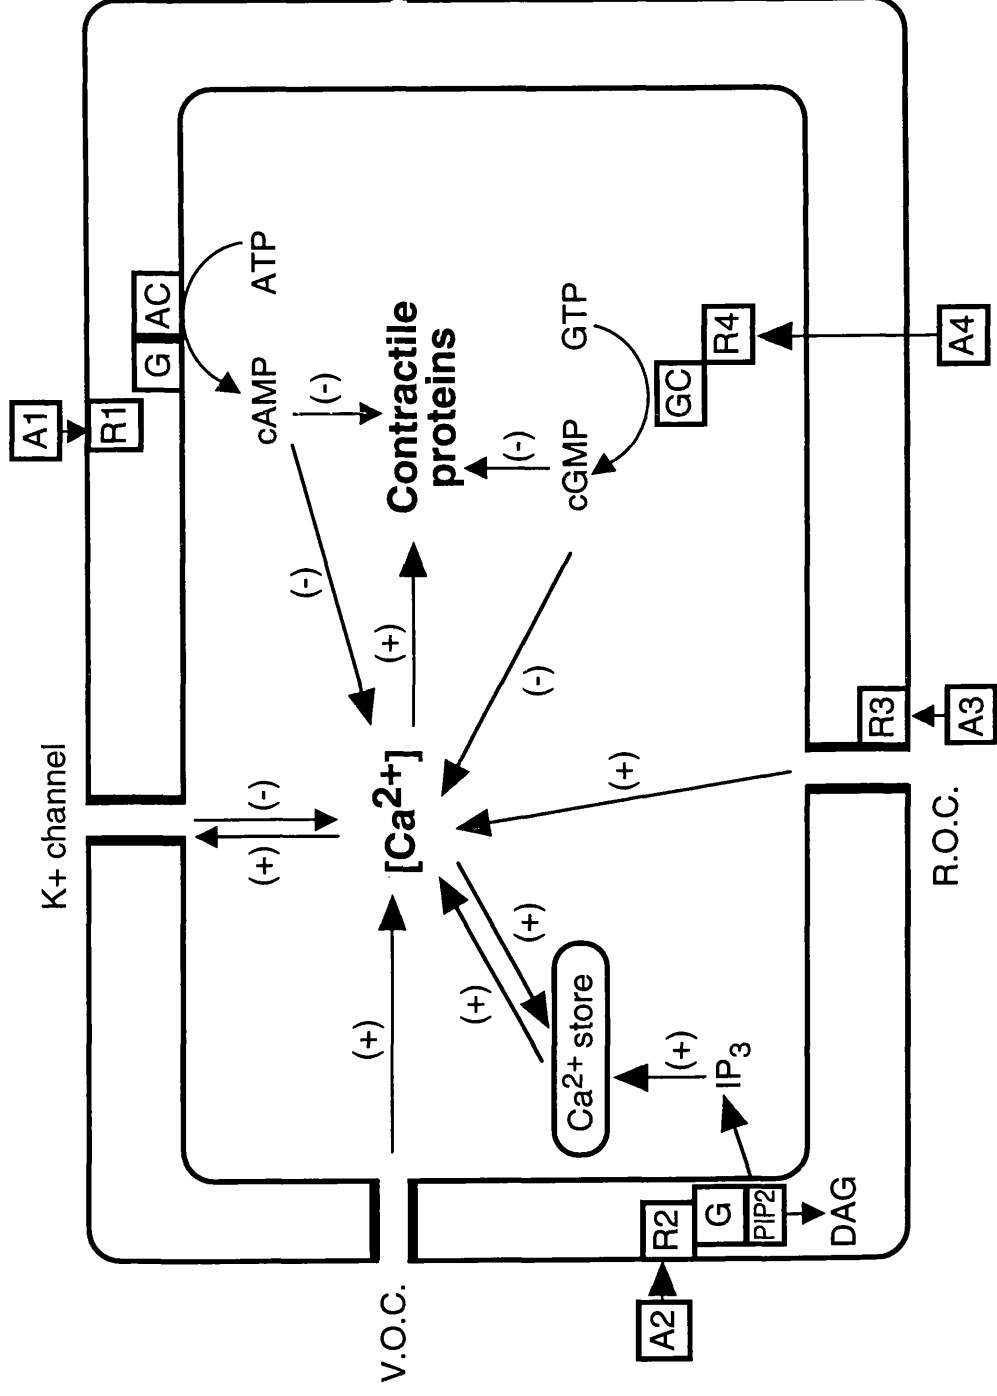 A1
K+ channel
R1
G AC
(+) (-)
cAMP
ATP
(-)
(-)
(+)
(+)
V.O.C.
[Ca2+]
Contractile
proteins
(+)
(-)
(+)
(-)
Ca2+ store
cGMP
GTP
(+)
A2
R2
(+)
GC
G
IP3
R4
PIP2
DAG
R3
R.O.C.
A3
A4